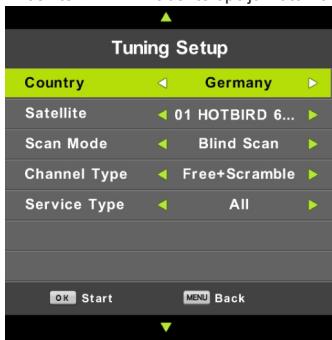 Tuning Setup
Country Germany
Satellite 01 HOTBIRD 6...
Scan Mode Blind Scan
Channel Type Free+Scramble
Service Type All
OK Start MENU Back